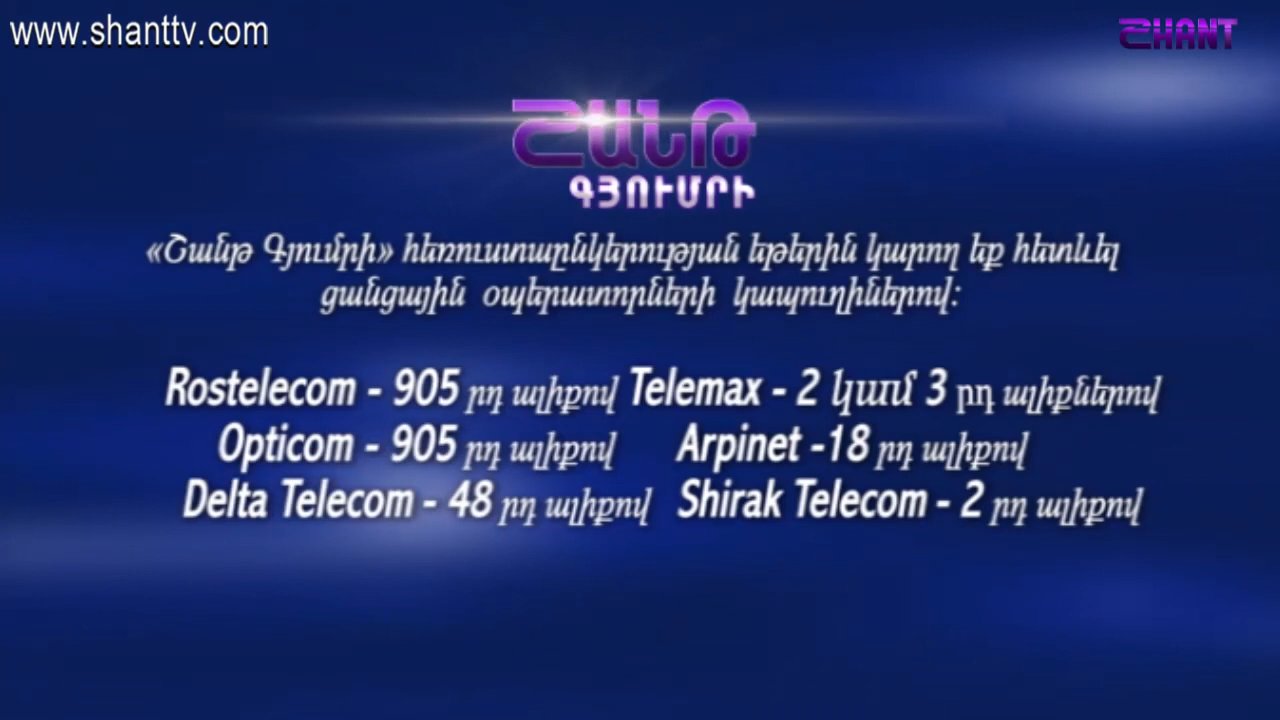 www.shanttv.com
SHANT
ՇԱՆԹ
ԳՅՈՒՄՐԻ
«Շանթ Գյումրի» հեռուստաընկերության եթերին կարող եք հետևել
ցանցային օպերատորների կապուղիներով:
Rostelecom - 905 րդ ալիքով Telemax - 2 կամ 3 րդ ալիքներով
Opticom - 905 րդ ալիքով Arpinet -18 րդ ալիքով
Delta Telecom - 48 րդ ալիքով Shirak Telecom - 2 րդ ալիքով